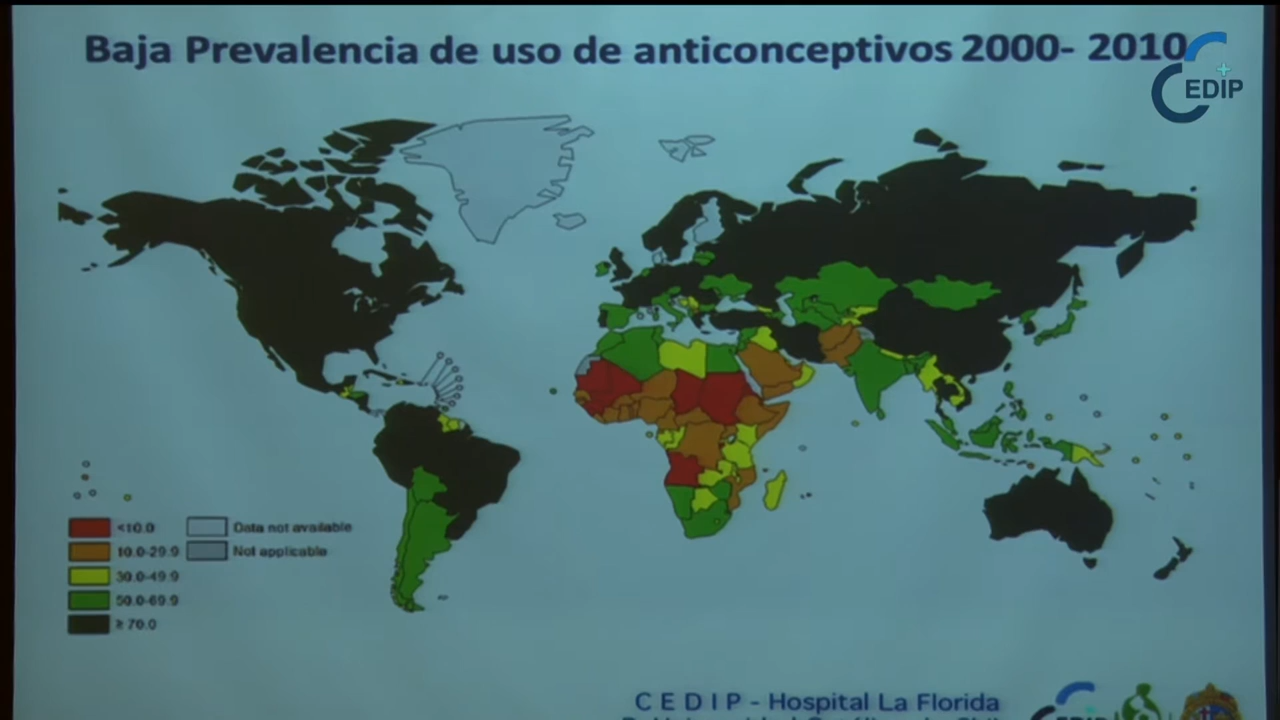 Baja Prevalencia de uso de anticonceptivos 2000- 2010
CEDIP
<10.0
Data not available
10.0-29.9
Not applicable
30.0-49.9
50.0-69.9
≥ 70.0
C E D I P - Hospital La Florida
CEDIP